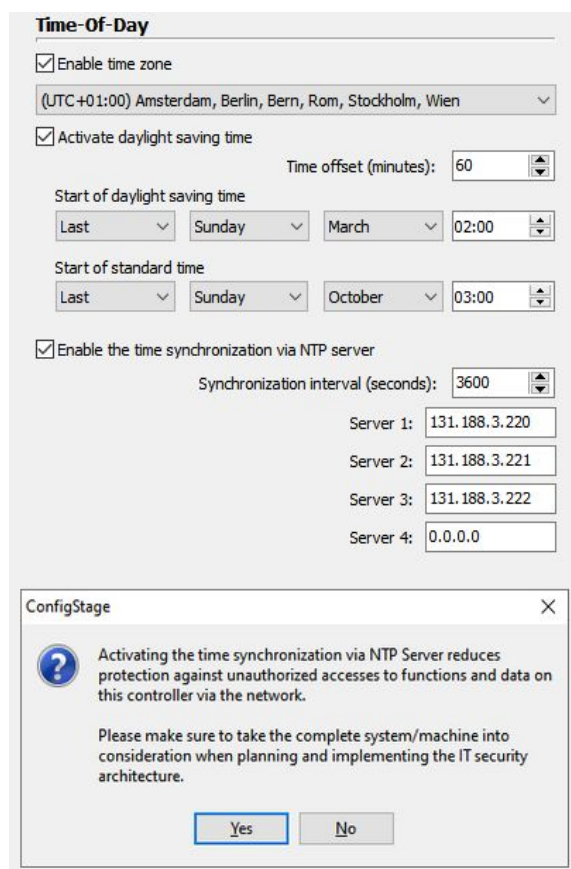 Time-Of-Day
Enable time zone
(UTC+01:00) Amsterdam, Berlin, Bern, Rom, Stockholm, Wien
Activate daylight saving time
Time offset (minutes): 60
Start of daylight saving time
Last Sunday March 02:00
Start of standard time
Last Sunday October 03:00
Enable the time synchronization via NTP server
Synchronization interval (seconds): 3600
Server 1: 131.188.3.220
Server 2: 131.188.3.221
Server 3: 131.188.3.222
Server 4: 0.0.0.0
ConfigStage
Activating the time synchronization via NTP Server reduces
protection against unauthorized accesses to functions and data on
this controller via the network.
Please make sure to take the complete system/machine into
consideration when planning and implementing the IT security
architecture.
Yes No